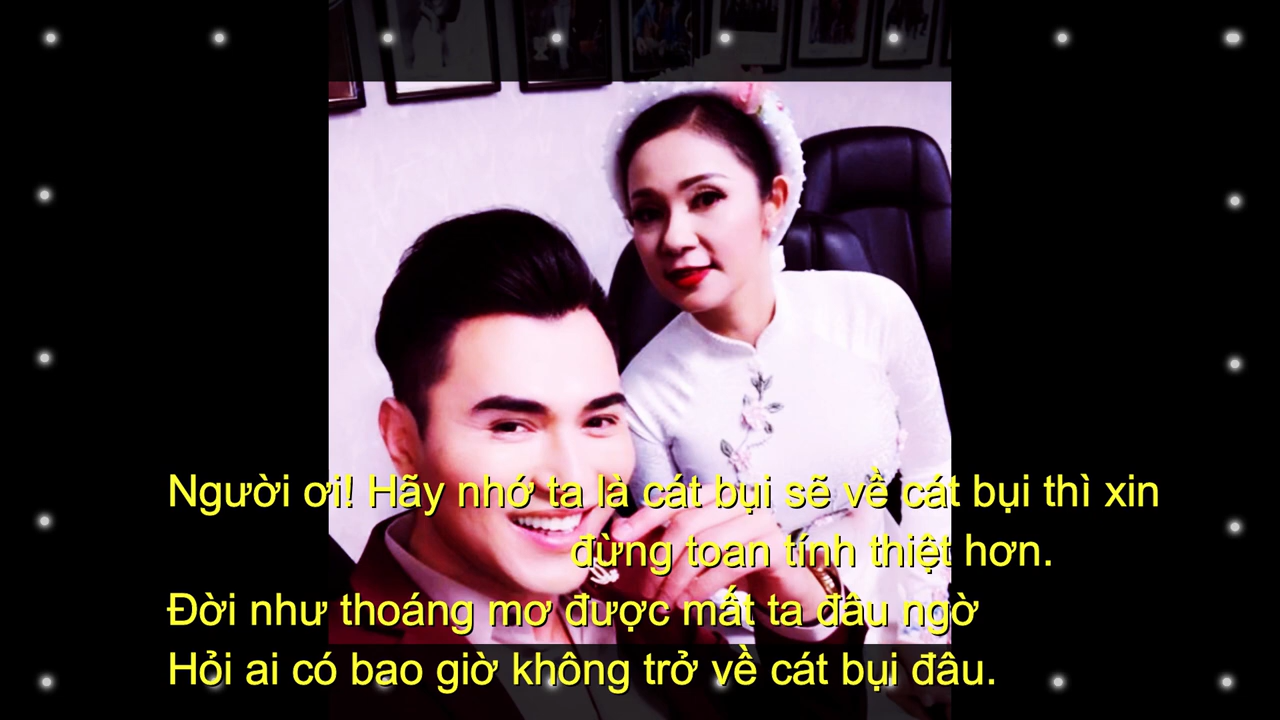 Người ơi! Hãy nhớ ta là cát bụi sẽ về cát bụi thì xin
đừng toan tính thiệt hơn.
Đời như thoáng mơ được mất ta đâu ngờ
Hỏi ai có bao giờ không trở về cát bụi đâu.